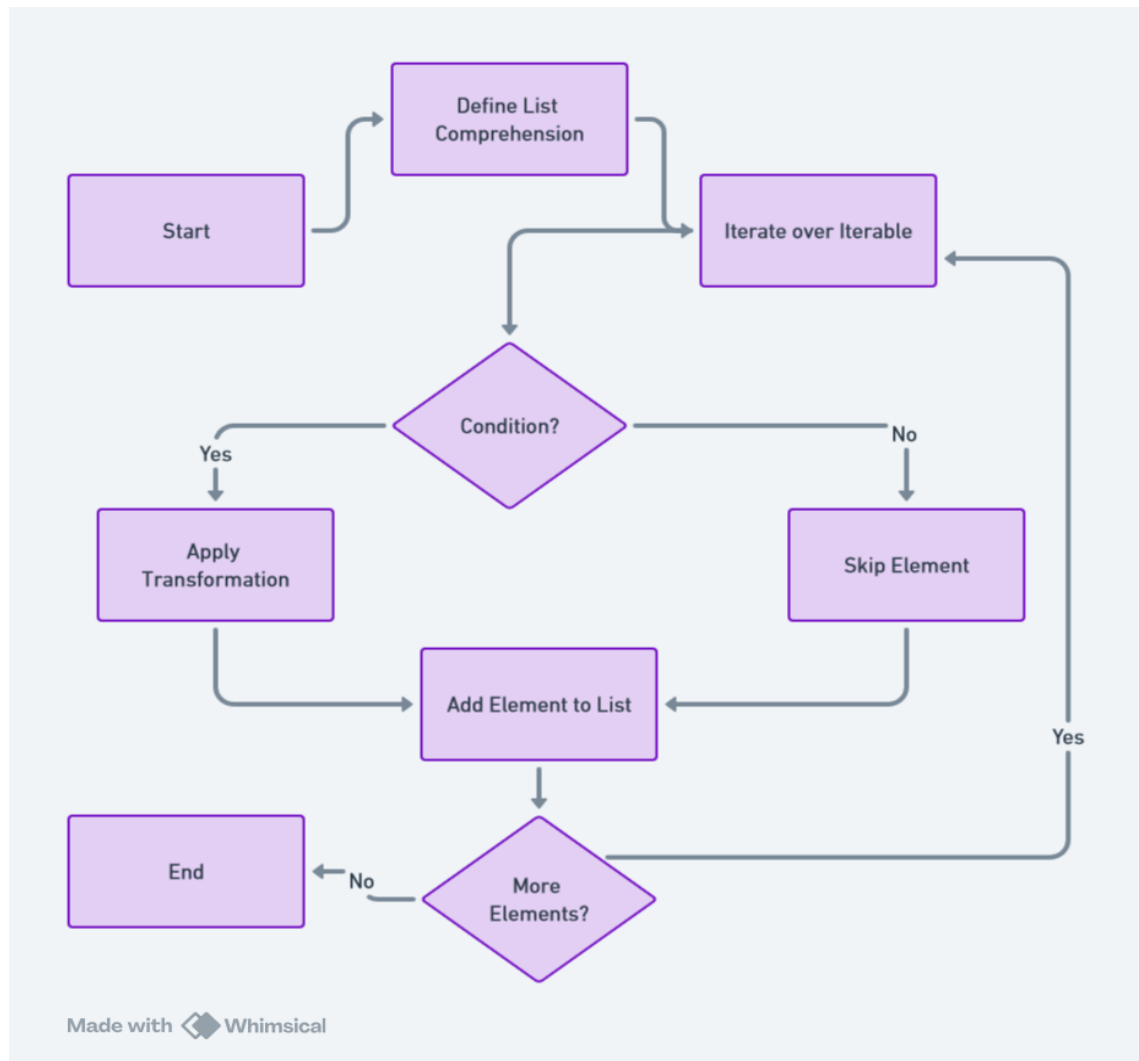 Define List
Comprehension
Start
Iterate over Iterable
Condition?
Yes
No
Apply
Transformation
Skip Element
Add Element to List
Yes
End
No
More
Elements?
Made with Whimsical